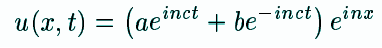 u(x, t) = (ae^{inct} + be^{-inct}) e^{inx}